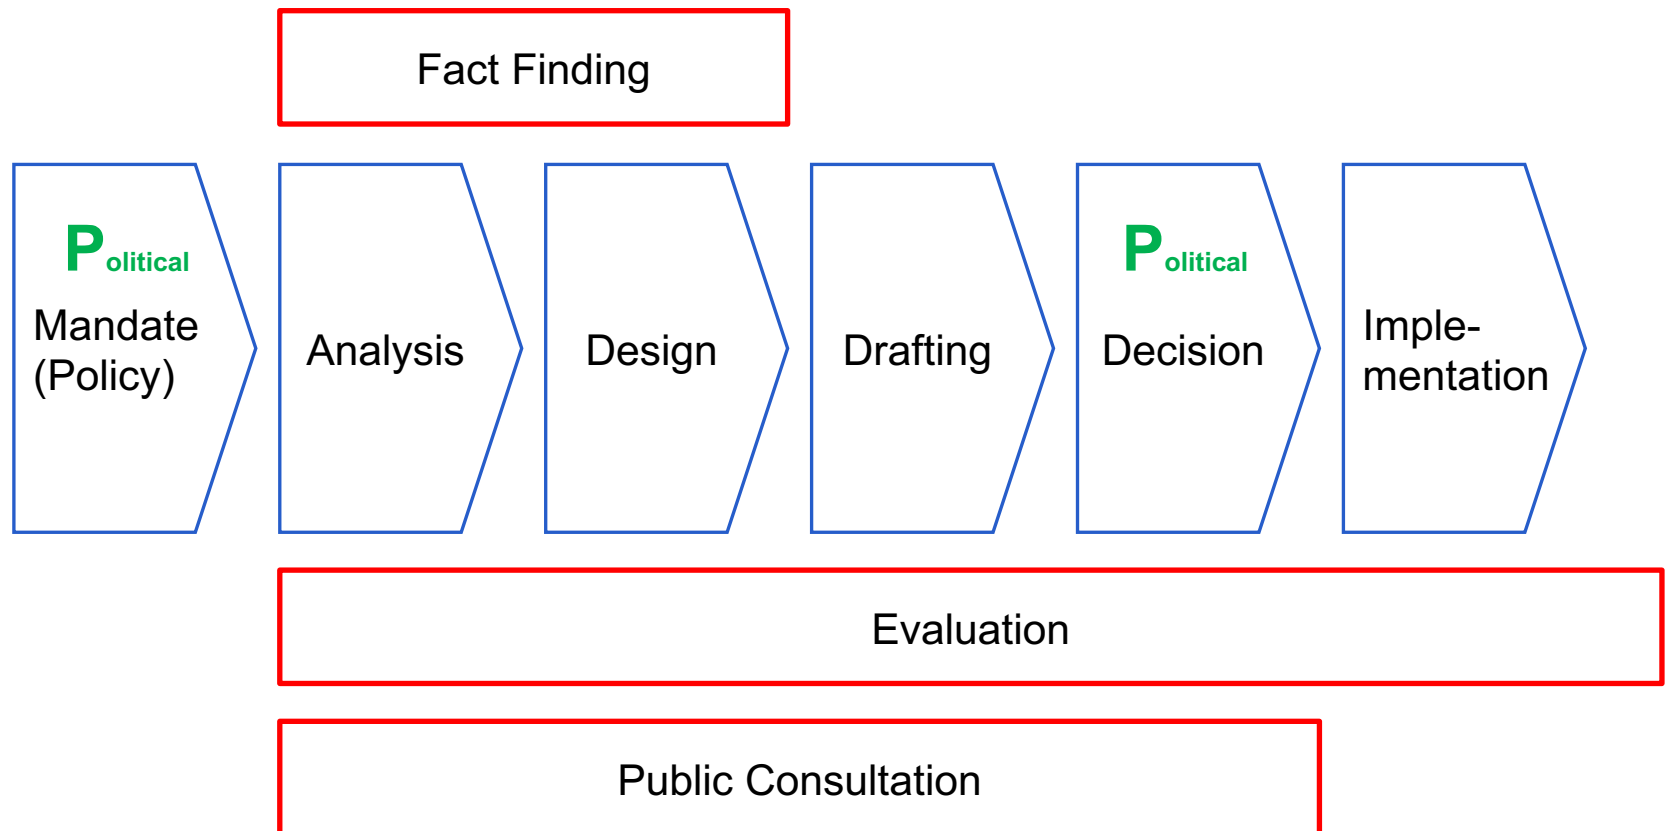 Fact Finding
Political
Mandate
(Policy)
Analysis
Design
Drafting
Political
Decision
Imple-
mentation
Evaluation
Public Consultation